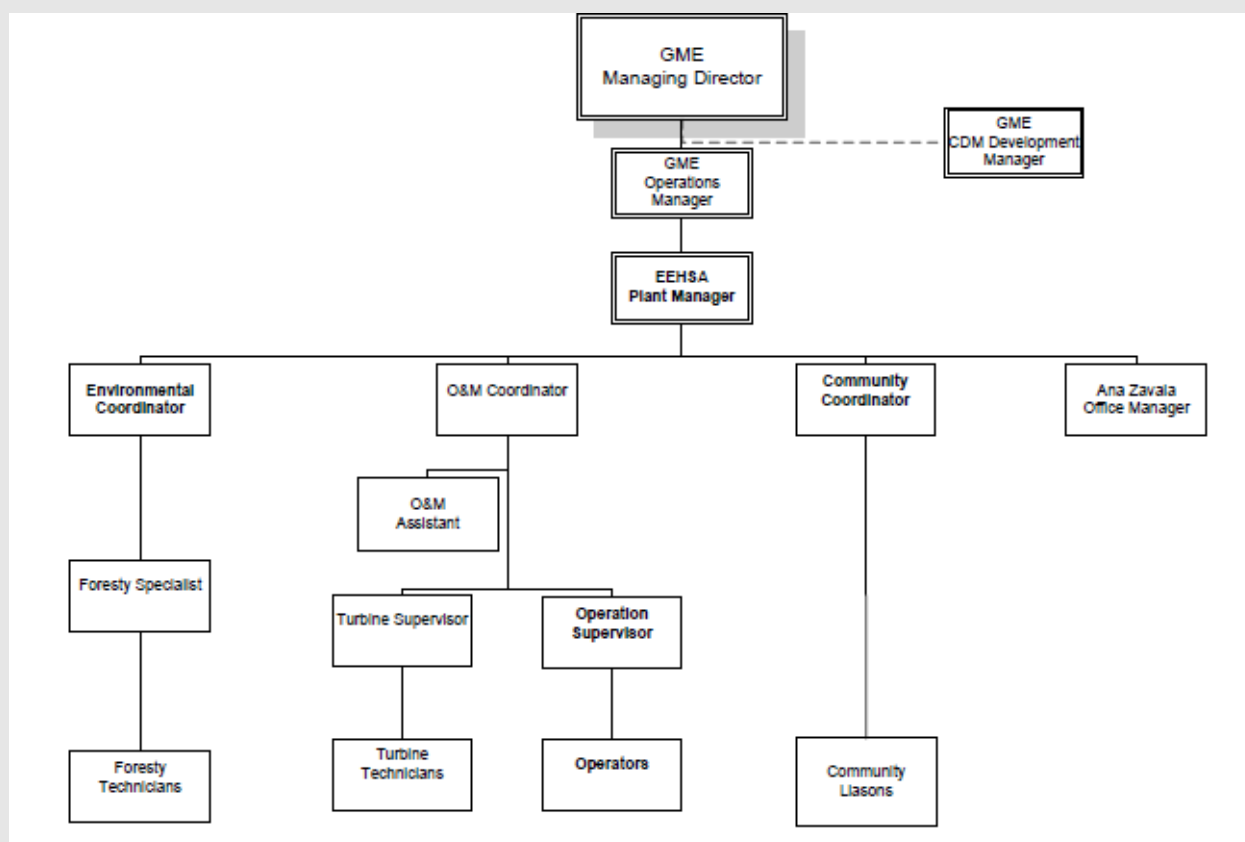 GME
Managing Director
GME
CDM Development
Manager
GME
Operations
Manager
EEHSA
Plant Manager
Environmental
Coordinator
O&M Coordinator
Community
Coordinator
Ana Zavala
Office Manager
O&M
Assistant
Foresty Specialist
Turbine Supervisor
Operation
Supervisor
Foresty
Technicians
Turbine
Technicians
Operators
Community
Liasons